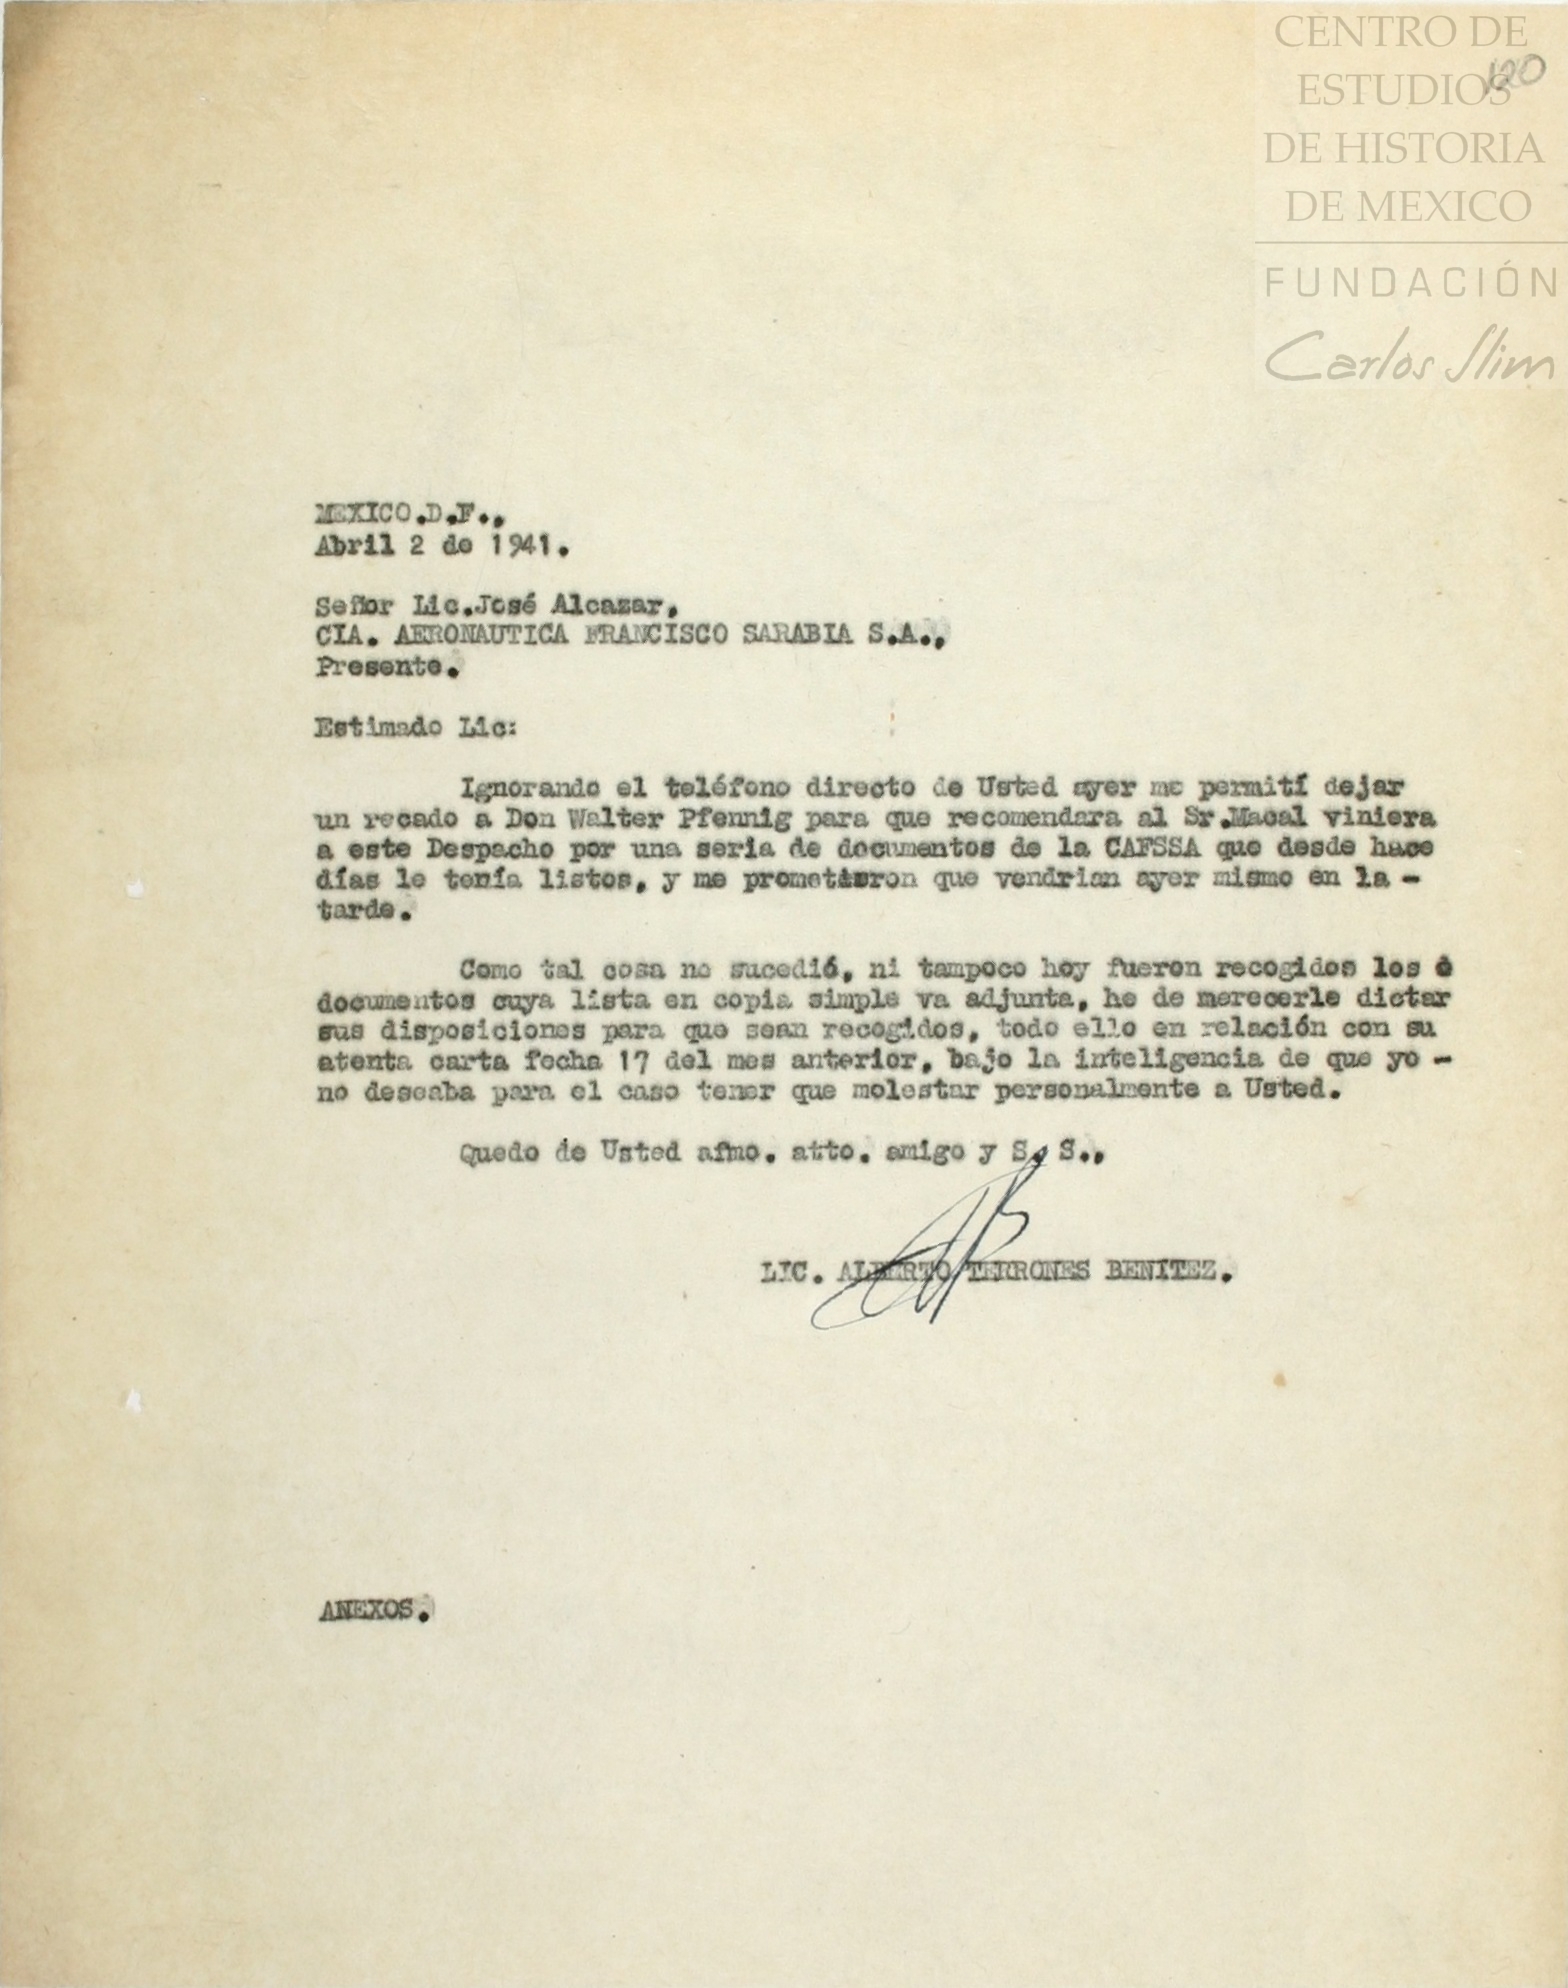 CENTRO DE
ESTUDIOS
DE HISTORIA
DE MEXICO
FUNDACIÓN
Carlos Slim
120
MEXICO.D.F.,
Abril 2 de 1941.
Señor Lic.José Alcazar,
CIA. AERONAUTICA FRANCISCO SARABIA S.A.,
Presente.
Estimado Lic:
Ignorando el teléfono directo de Usted ayer me permití dejar
un recado a Don Walter Pfennig para que recomendara al Sr.Macal viniera
a este Despacho por una seria de documentos de la CAFSSA que desde hace
días le tenía listos, y me prometieron que vendrian ayer mismo en la -
tarde.
Como tal cosa no sucedió, ni tampoco hoy fueron recogidos los
documentos cuya lista en copia simple va adjunta, he de merecerle dictar
sus disposiciones para que sean recogidos, todo ello en relación con su
atenta carta fecha 17 del mes anterior, bajo la inteligencia de que yo -
no deseaba para el caso tener que molestar personalmente a Usted.
Quedo de Usted afmo. atto. amigo y S. S.,
LIC. ALBERTO TERRONES BENITEZ.
ANEXOS.